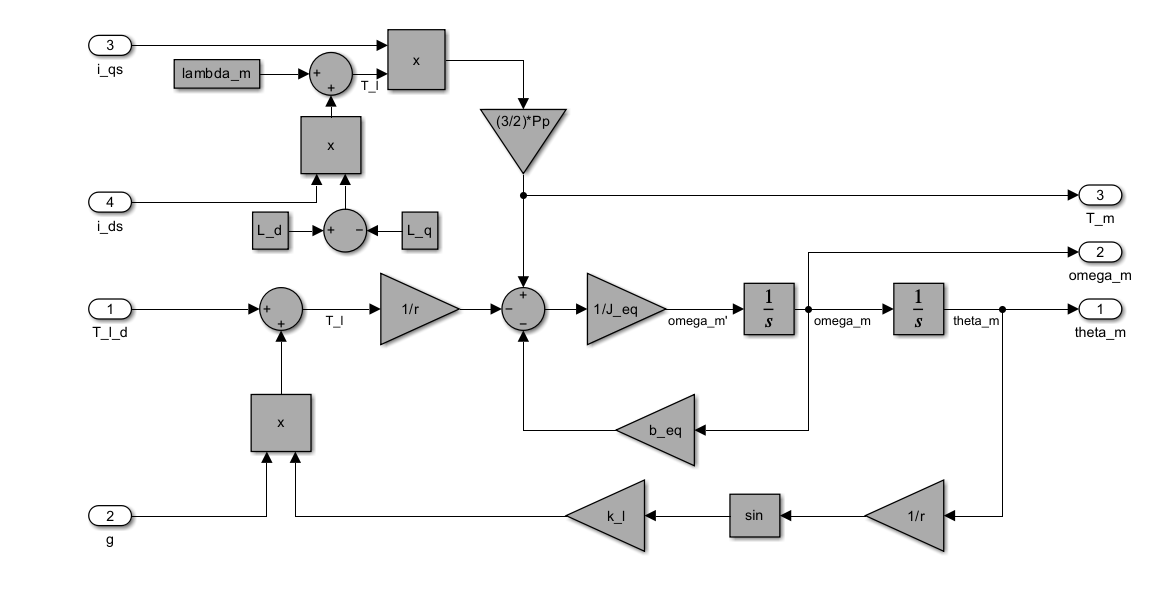 3
i_qs
lambda_m
+
+
T_l
x
(3/2)*Pp
x
4
i_ds
L_d
+
−
L_q
3
T_m
2
omega_m
1
T_l_d
+
+
T_l
1/r
+
−
−
1/J_eq
omega_m'
1
s
omega_m
1
s
theta_m
1
theta_m
x
b_eq
2
g
k_l
sin
1/r